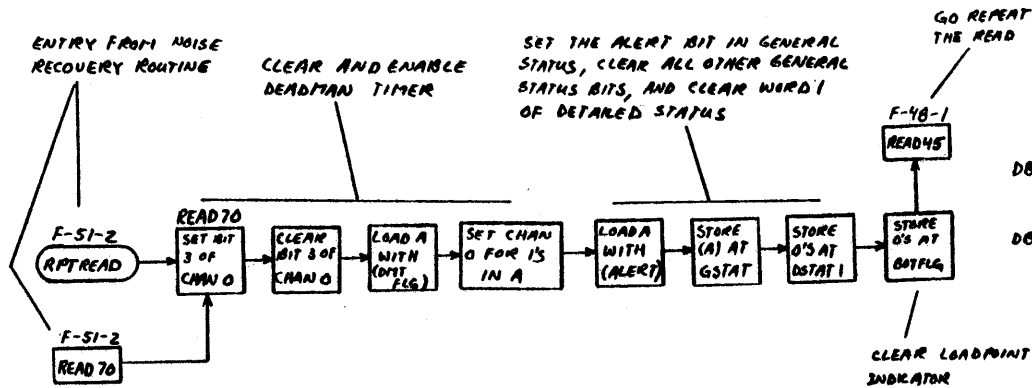 GO REPEAT
THE READ
ENTRY FROM NOISE
RECOVERY ROUTING
CLEAR AND ENABLE
DEADMAN TIMER
SET THE ALERT BIT IN GENERAL
STATUS, CLEAR ALL OTHER GENERAL
STATUS BITS, AND CLEAR WORD 1
OF DETAILED STATUS
F-48-1
READ45
DB
DB
F-51-2
RPTREAD
READ 70
SET BIT
3 OF
CHAN 0
CLEAR
BIT 3 OF
CHAN 0
LOAD A
WITH
(DMT
FLG)
SET CHAN
0 FOR 1'S
IN A
LOAD A
WITH
(ALERT)
STORE
(A) AT
GSTAT
STORE
0'S AT
DSTAT 1
STORE
0'S AT
BOTFLG
F-51-2
READ 70
CLEAR LOADPOINT
INDICATOR